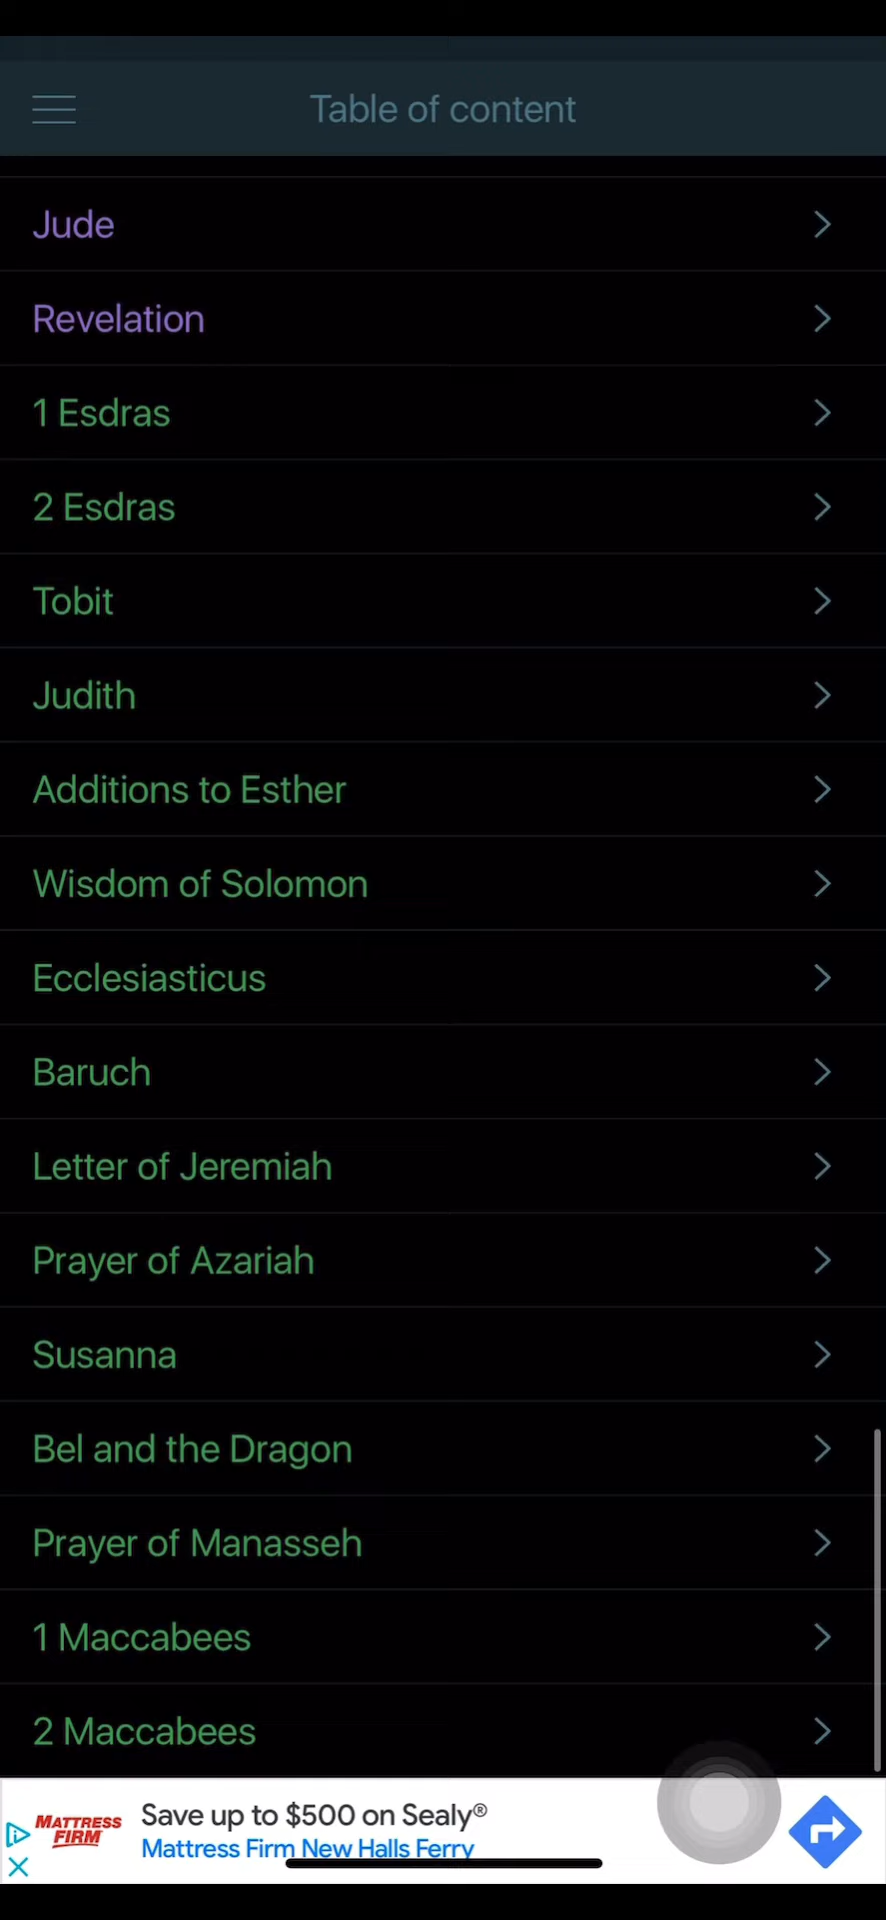 Table of content
Jude
Revelation
1 Esdras
2 Esdras
Tobit
Judith
Additions to Esther
Wisdom of Solomon
Ecclesiasticus
Baruch
Letter of Jeremiah
Prayer of Azariah
Susanna
Bel and the Dragon
Prayer of Manasseh
1 Maccabees
2 Maccabees
MATTRESS
FIRM
Save up to $500 on Sealy®
Mattress Firm New Halls Ferry